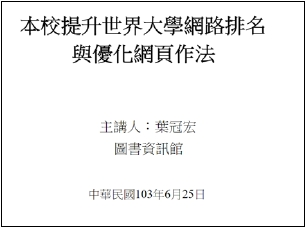 本校提升世界大學網路排名
與優化網頁作法
主講人：葉冠宏
圖書資訊館
中華民國103年6月25日